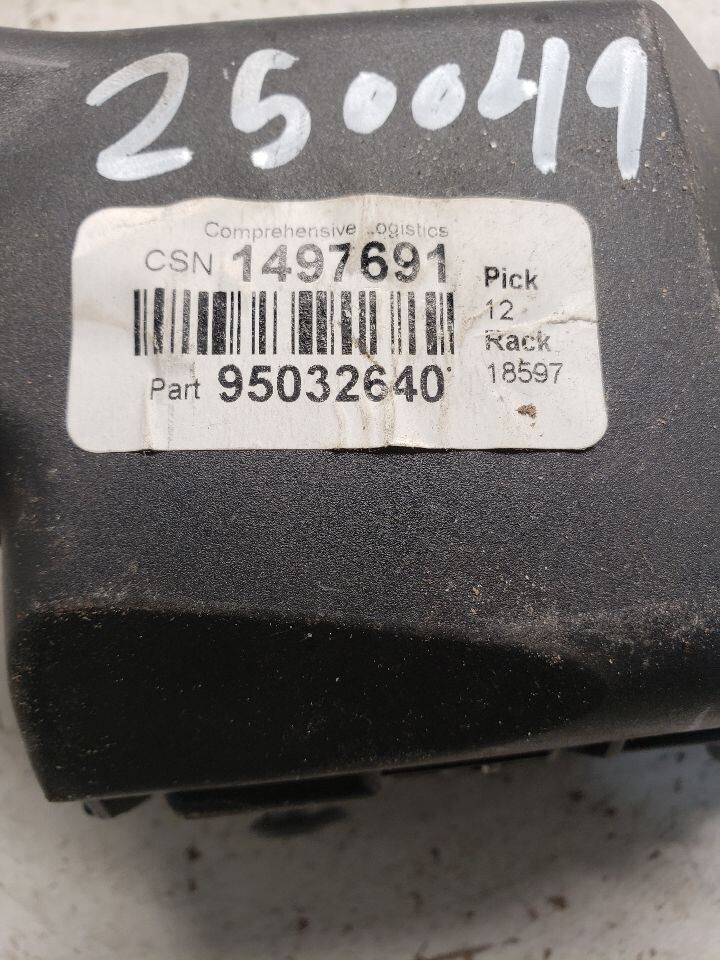 250049
Comprehensive Logistics
CSN 1497691
Part 95032640
Pick
12
Rack
18597